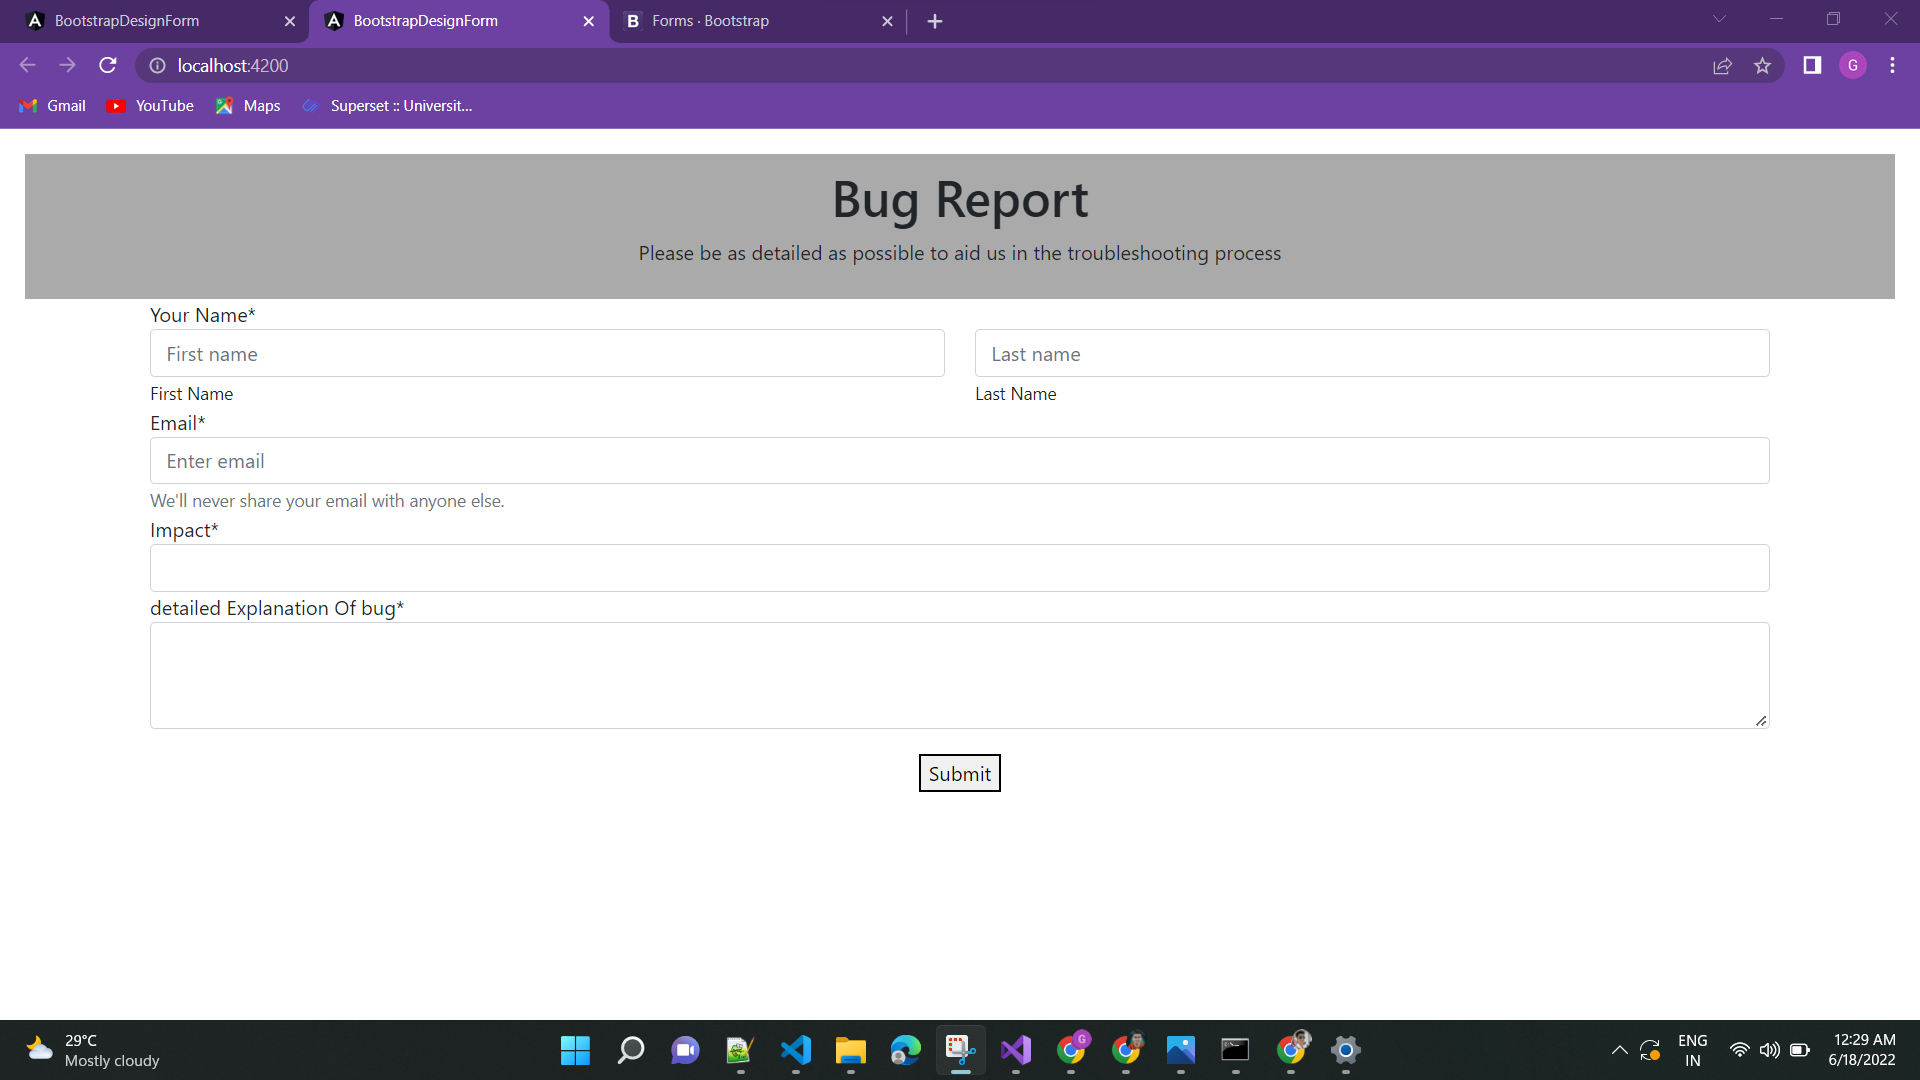 BootstrapDesignForm
BootstrapDesignForm
Forms · Bootstrap
localhost:4200
G
Gmail
YouTube
Maps
Superset :: Universit...
Bug Report
Please be as detailed as possible to aid us in the troubleshooting process
Your Name*
First name
Last name
First Name
Last Name
Email*
Enter email
We'll never share your email with anyone else.
Impact*
detailed Explanation Of bug*
Submit
29°C
Mostly cloudy
G
ENG
IN
12:29 AM
6/18/2022